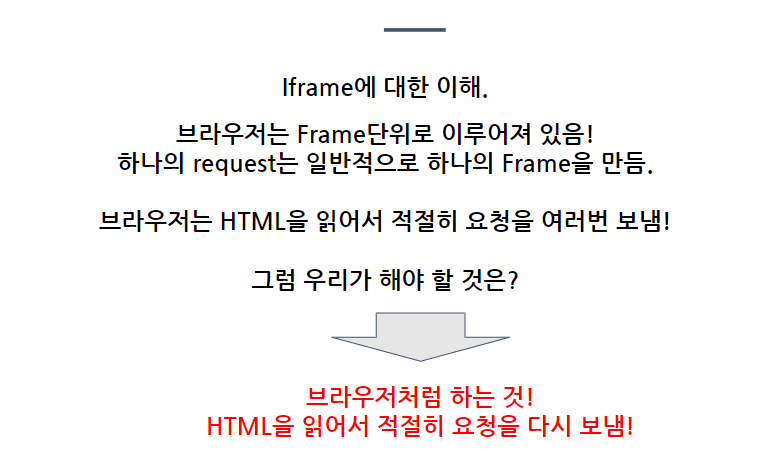 Iframe에 대한 이해.
브라우저는 Frame단위로 이루어져 있음!
하나의 request는 일반적으로 하나의 Frame을 만듬.
브라우저는 HTML을 읽어서 적절히 요청을 여러번 보냄!
그럼 우리가 해야 할 것은?
브라우저처럼 하는 것!
HTML을 읽어서 적절히 요청을 다시 보냄!